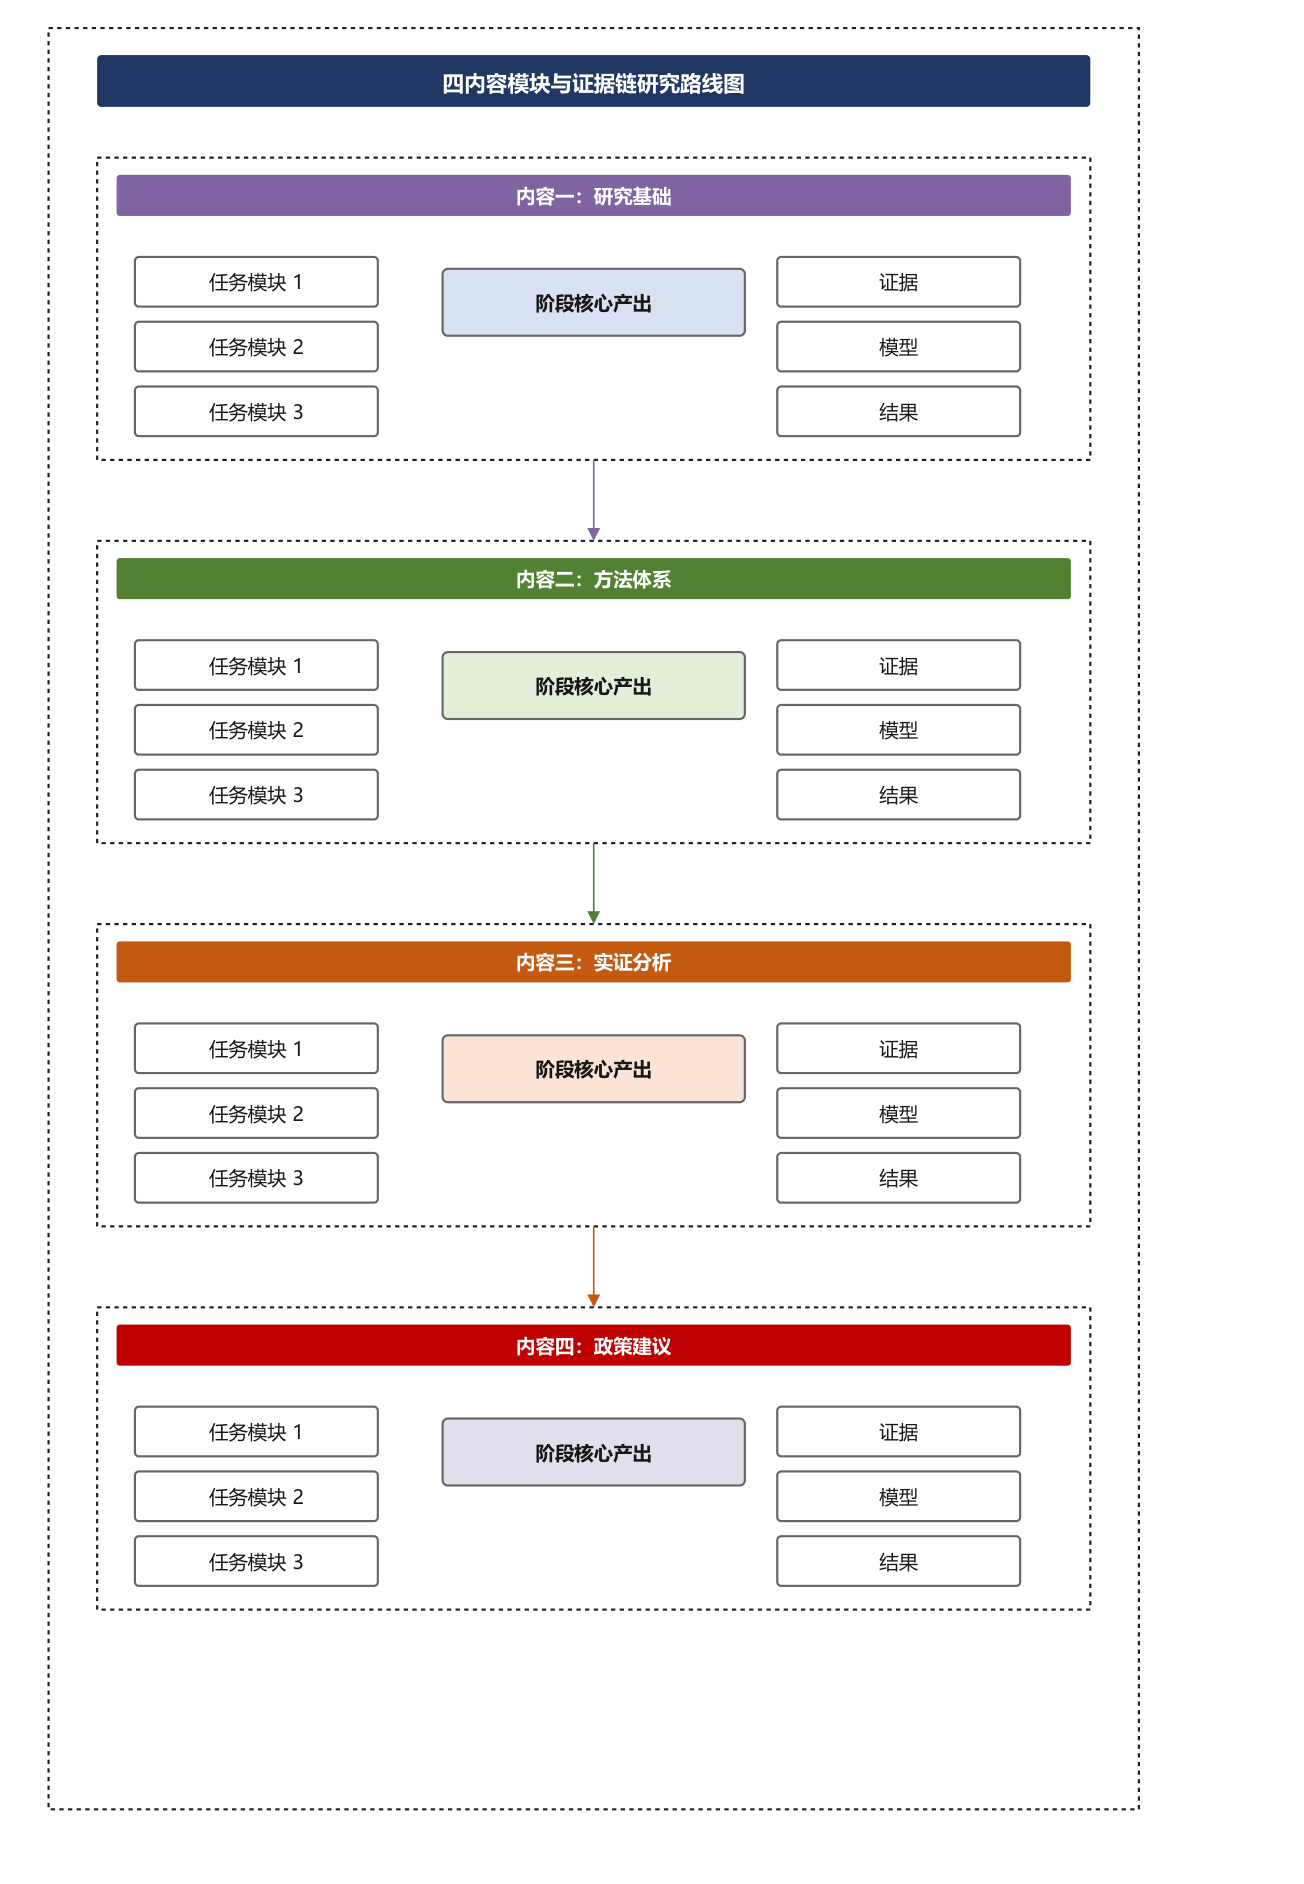 四内容模块与证据链研究路线图
内容一：研究基础
任务模块 1
任务模块 2
任务模块 3
阶段核心产出
证据
模型
结果
内容二：方法体系
任务模块 1
任务模块 2
任务模块 3
阶段核心产出
证据
模型
结果
内容三：实证分析
任务模块 1
任务模块 2
任务模块 3
阶段核心产出
证据
模型
结果
内容四：政策建议
任务模块 1
任务模块 2
任务模块 3
阶段核心产出
证据
模型
结果